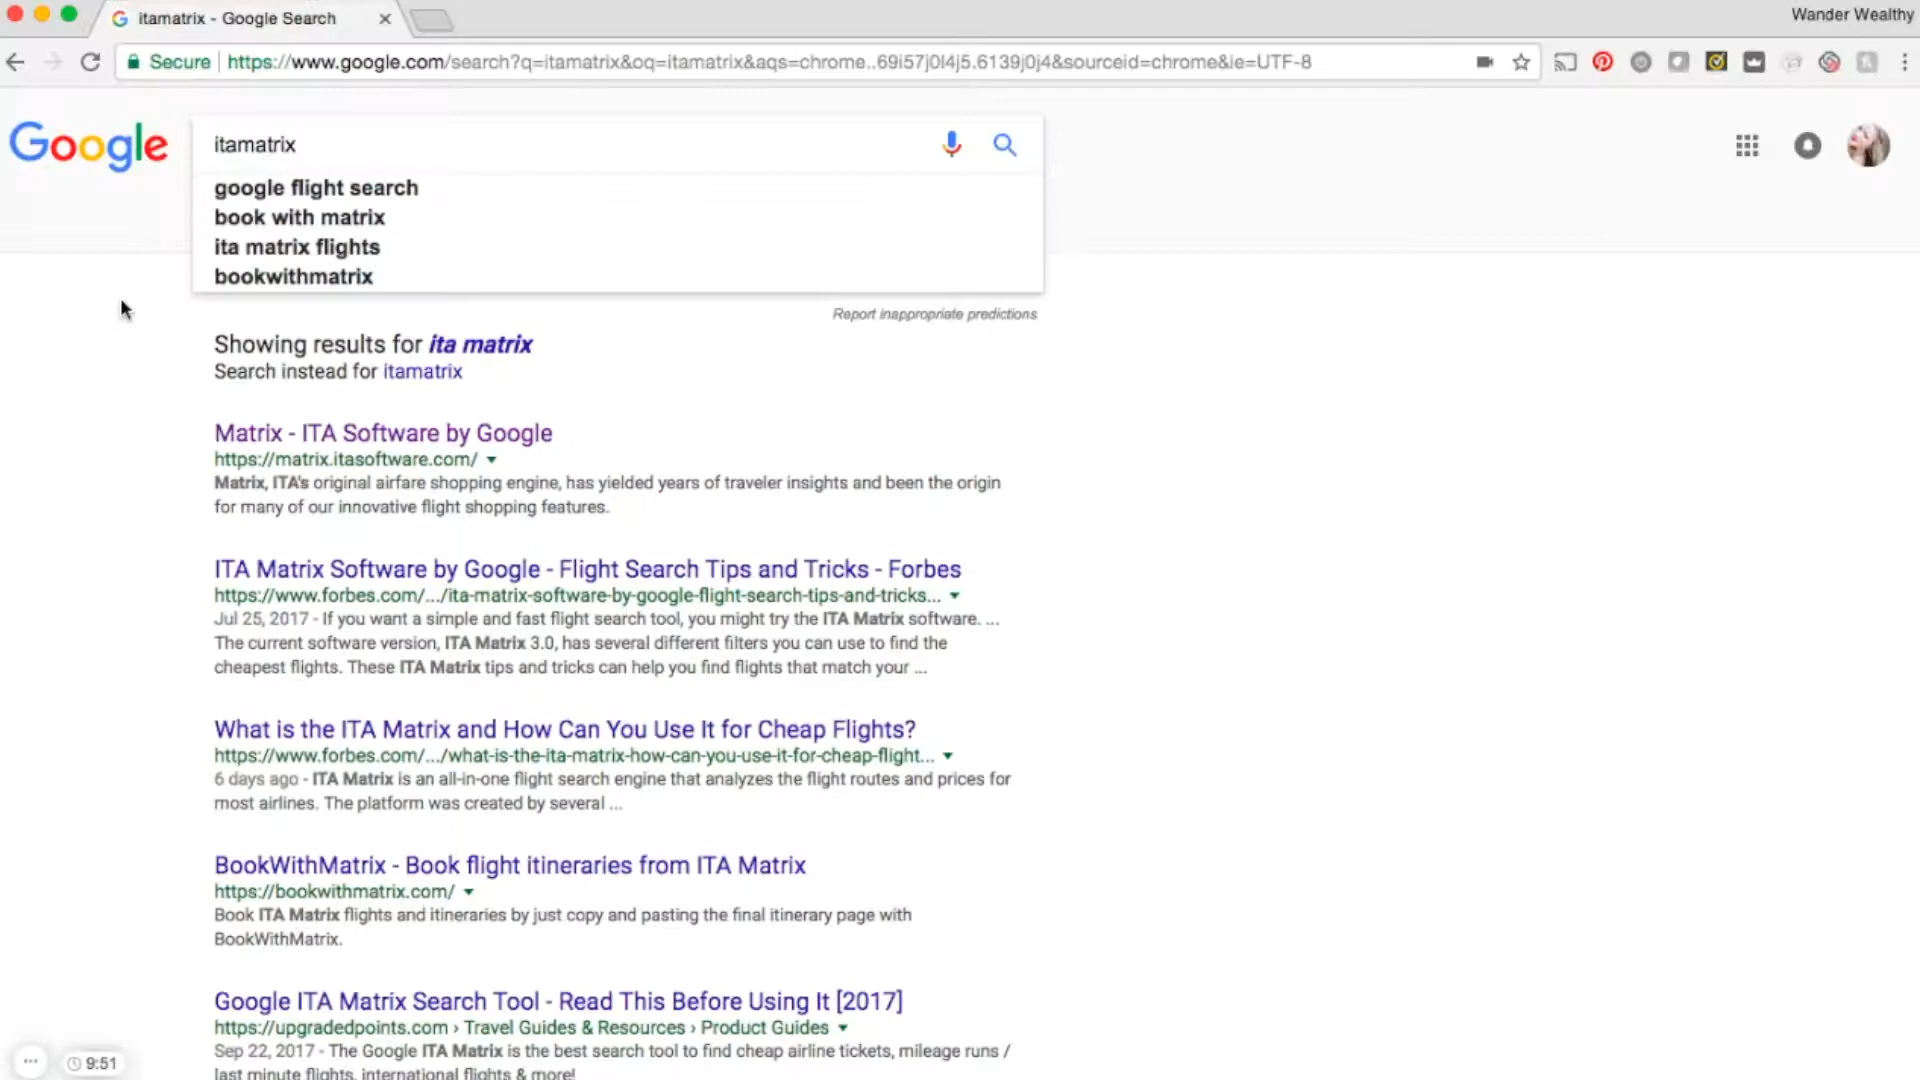 itamatrix - Google Search
Wander Wealthy
Secure https://www.google.com/search?q=itamatrix&oq=itamatrix&aqs=chrome..69i57j0l4j5.6139j0j4&sourceid=chrome&ie=UTF-8
Google
itamatrix
google flight search
book with matrix
ita matrix flights
bookwithmatrix
Report inappropriate predictions
Showing results for ita matrix
Search instead for itamatrix
Matrix - ITA Software by Google
https://matrix.itasoftware.com/
Matrix, ITA's original airfare shopping engine, has yielded years of traveler insights and been the origin
for many of our innovative flight shopping features.
ITA Matrix Software by Google - Flight Search Tips and Tricks - Forbes
https://www.forbes.com/.../ita-matrix-software-by-google-flight-search-tips-and-tricks...
Jul 25, 2017 - If you want a simple and fast flight search tool, you might try the ITA Matrix software. ...
The current software version, ITA Matrix 3.0, has several different filters you can use to find the
cheapest flights. These ITA Matrix tips and tricks can help you find flights that match your ...
What is the ITA Matrix and How Can You Use It for Cheap Flights?
https://www.forbes.com/.../what-is-the-ita-matrix-how-can-you-use-it-for-cheap-flight...
6 days ago - ITA Matrix is an all-in-one flight search engine that analyzes the flight routes and prices for
most airlines. The platform was created by several ...
BookWithMatrix - Book flight itineraries from ITA Matrix
https://bookwithmatrix.com/
Book ITA Matrix flights and itineraries by just copy and pasting the final itinerary page with
BookWithMatrix.
Google ITA Matrix Search Tool - Read This Before Using It [2017]
https://upgradedpoints.com › Travel Guides & Resources › Product Guides
Sep 22, 2017 - The Google ITA Matrix is the best search tool to find cheap airline tickets, mileage runs /
last minute flights, international flights & more!
9:51